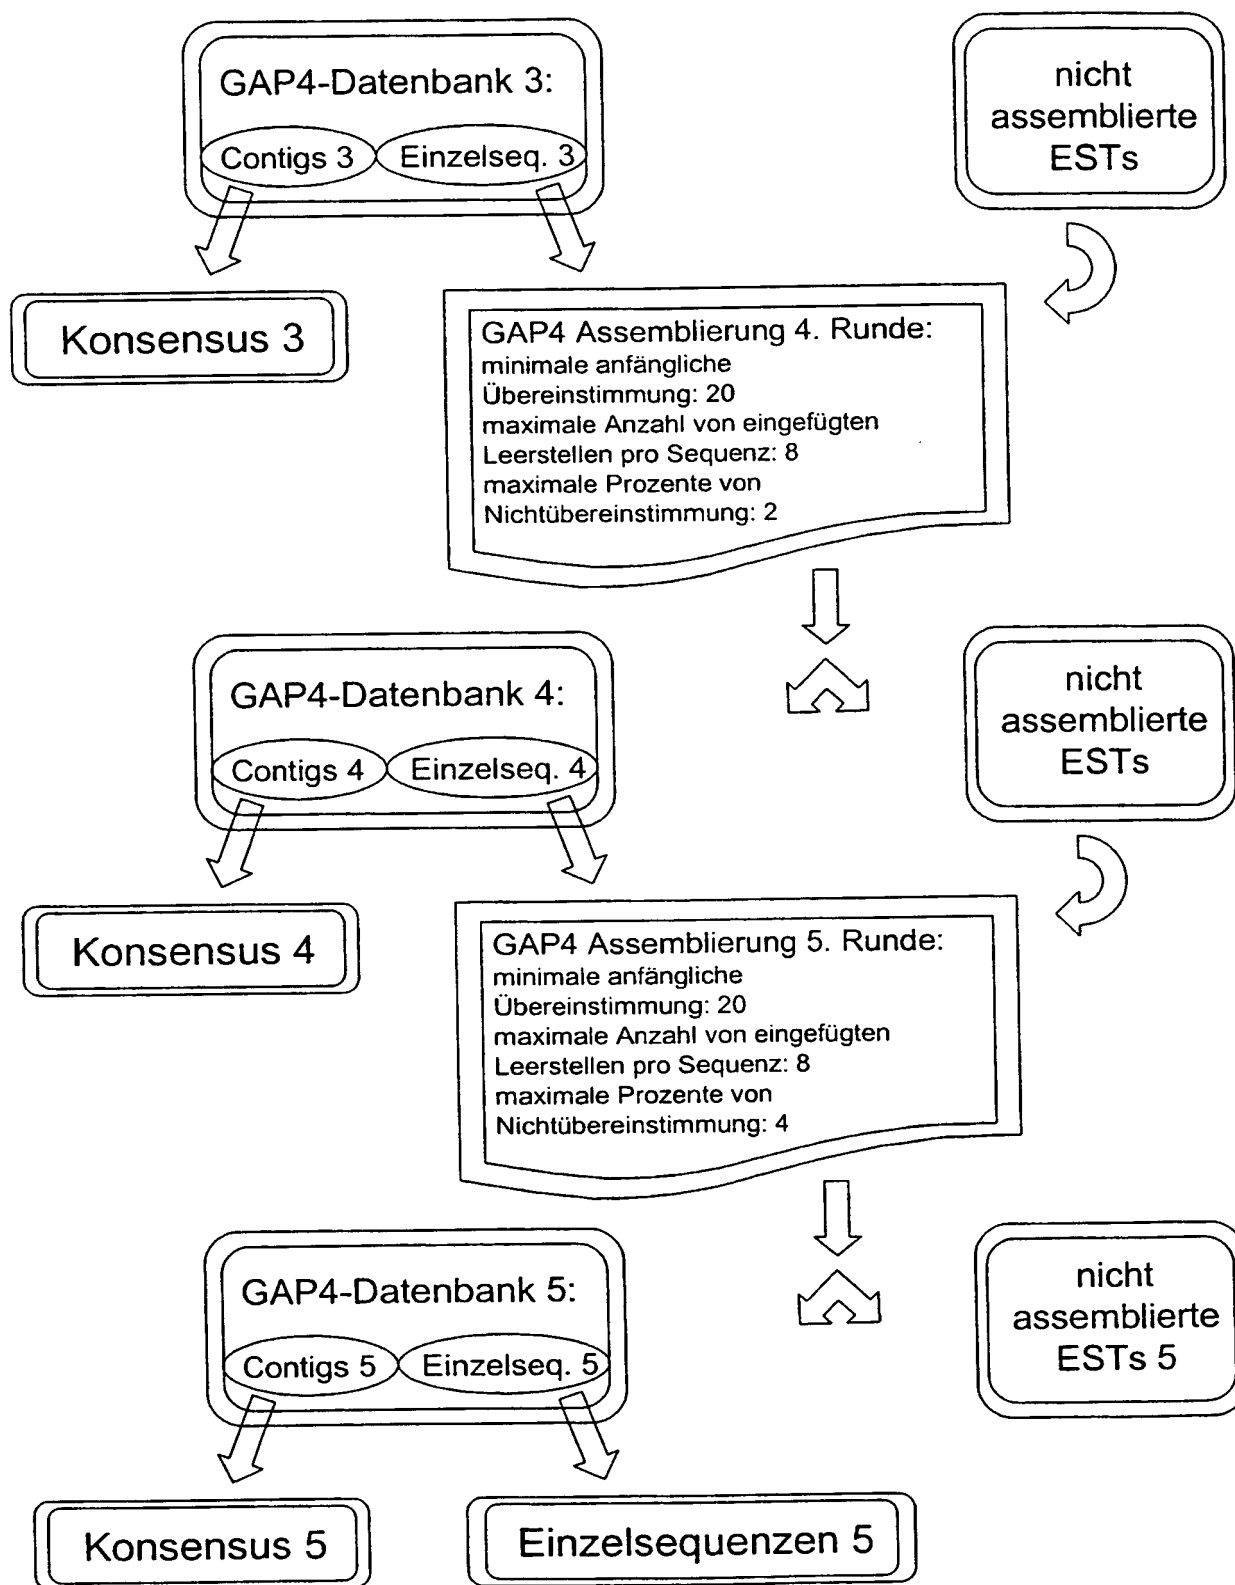 GAP4-Datenbank 3:
Contigs 3
Einzelseq. 3
nicht
assemblierte
ESTs
Konsensus 3
GAP4 Assemblierung 4. Runde:
minimale anfängliche
Übereinstimmung: 20
maximale Anzahl von eingefügten
Leerstellen pro Sequenz: 8
maximale Prozente von
Nichtübereinstimmung: 2
GAP4-Datenbank 4:
Contigs 4
Einzelseq. 4
nicht
assemblierte
ESTs
Konsensus 4
GAP4 Assemblierung 5. Runde:
minimale anfängliche
Übereinstimmung: 20
maximale Anzahl von eingefügten
Leerstellen pro Sequenz: 8
maximale Prozente von
Nichtübereinstimmung: 4
GAP4-Datenbank 5:
Contigs 5
Einzelseq. 5
nicht
assemblierte
ESTs 5
Konsensus 5
Einzelsequenzen 5